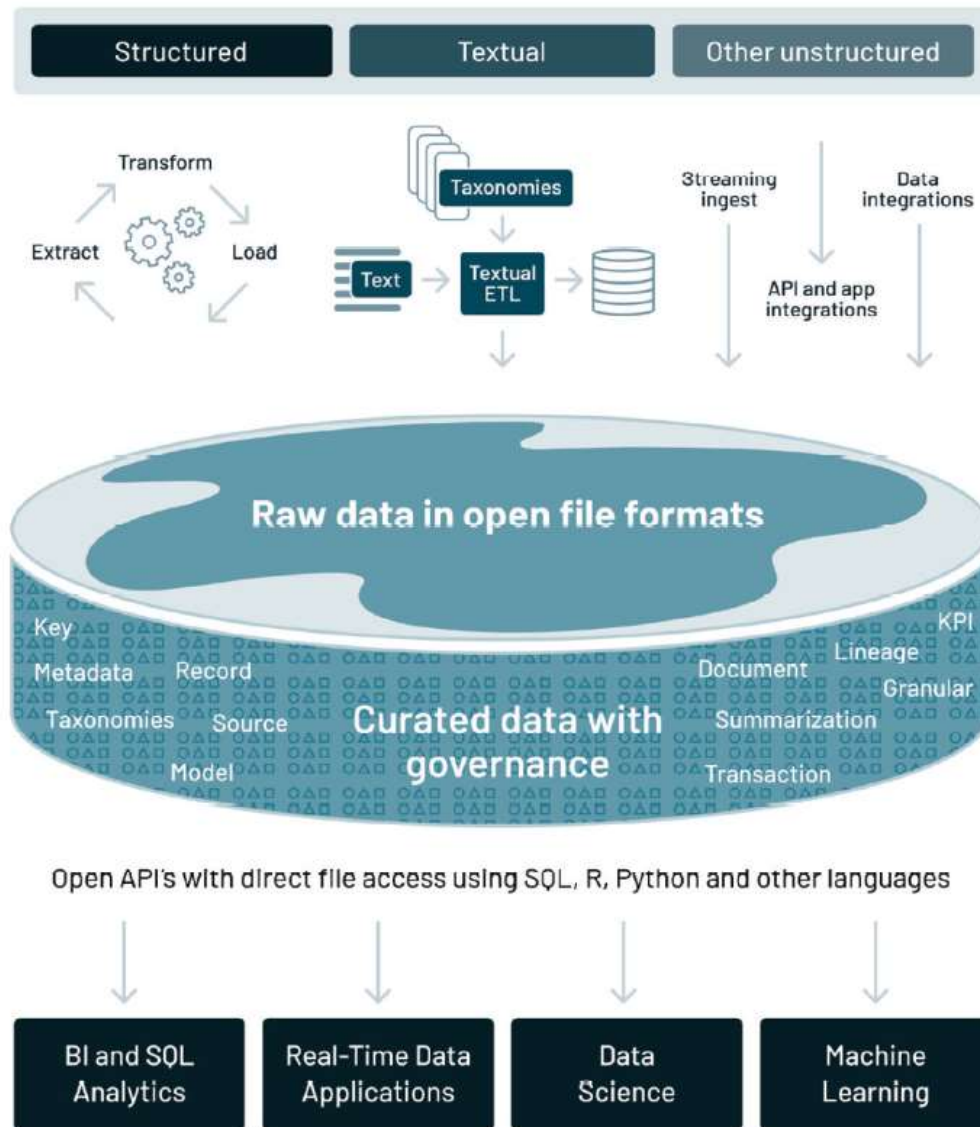 Structured
Textual
Other unstructured
Transform
Extract
Load
Taxonomies
Text
Textual
ETL
Streaming
ingest
API and app
integrations
Data
integrations
Raw data in open file formats
Key
Metadata
Record
Taxonomies
Source
Model
Curated data with
governance
KPI
Lineage
Document
Granular
Summarization
Transaction
Open API's with direct file access using SQL, R, Python and other languages
BI and SQL
Analytics
Real-Time Data
Applications
Data
Science
Machine
Learning